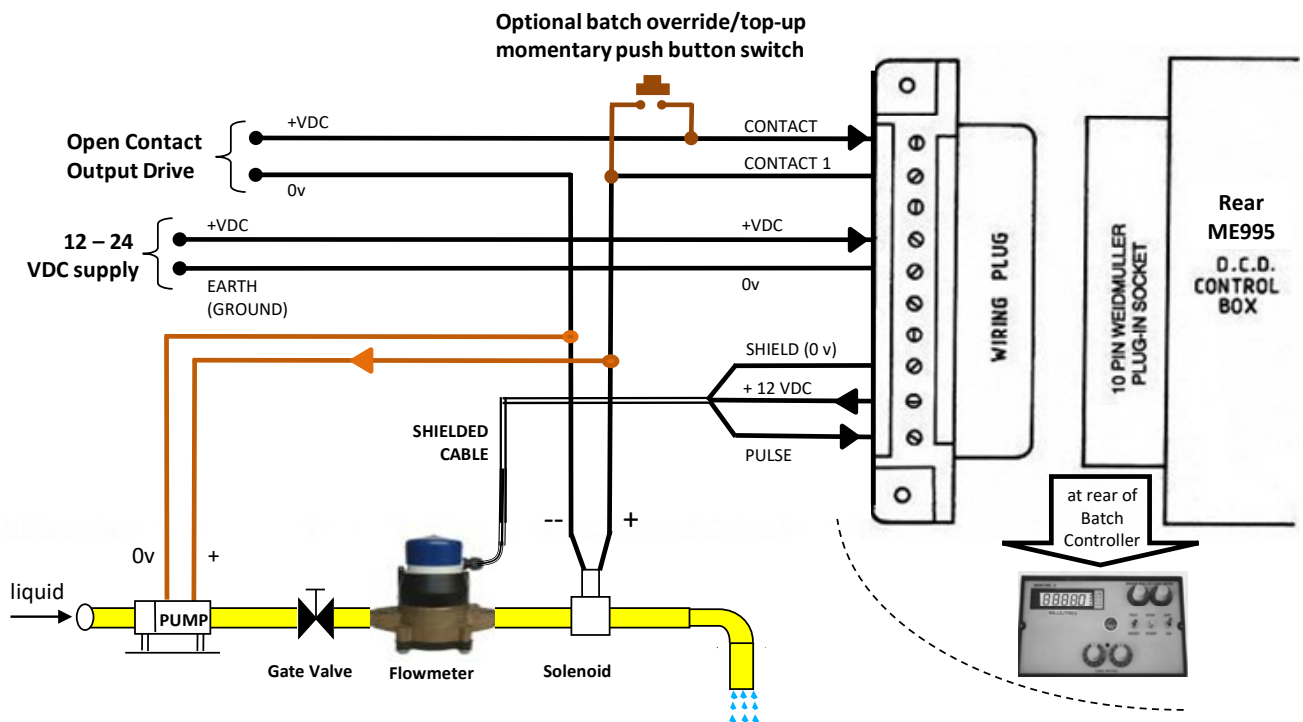 Optional batch override/top-up
momentary push button switch
Open Contact
Output Drive
+VDC
0v
CONTACT
CONTACT 1
12 – 24
VDC supply
+VDC
EARTH
(GROUND)
+VDC
0v
SHIELD (0 v)
+ 12 VDC
PULSE
SHIELDED
CABLE
WIRING PLUG
10 PIN WEIDMULLER
PLUG-IN SOCKET
Rear
ME995
D.C.D.
CONTROL
BOX
at rear of
Batch
Controller
-- +
0v +
liquid
PUMP
Gate Valve
Flowmeter
Solenoid
88880
MILLILITRES